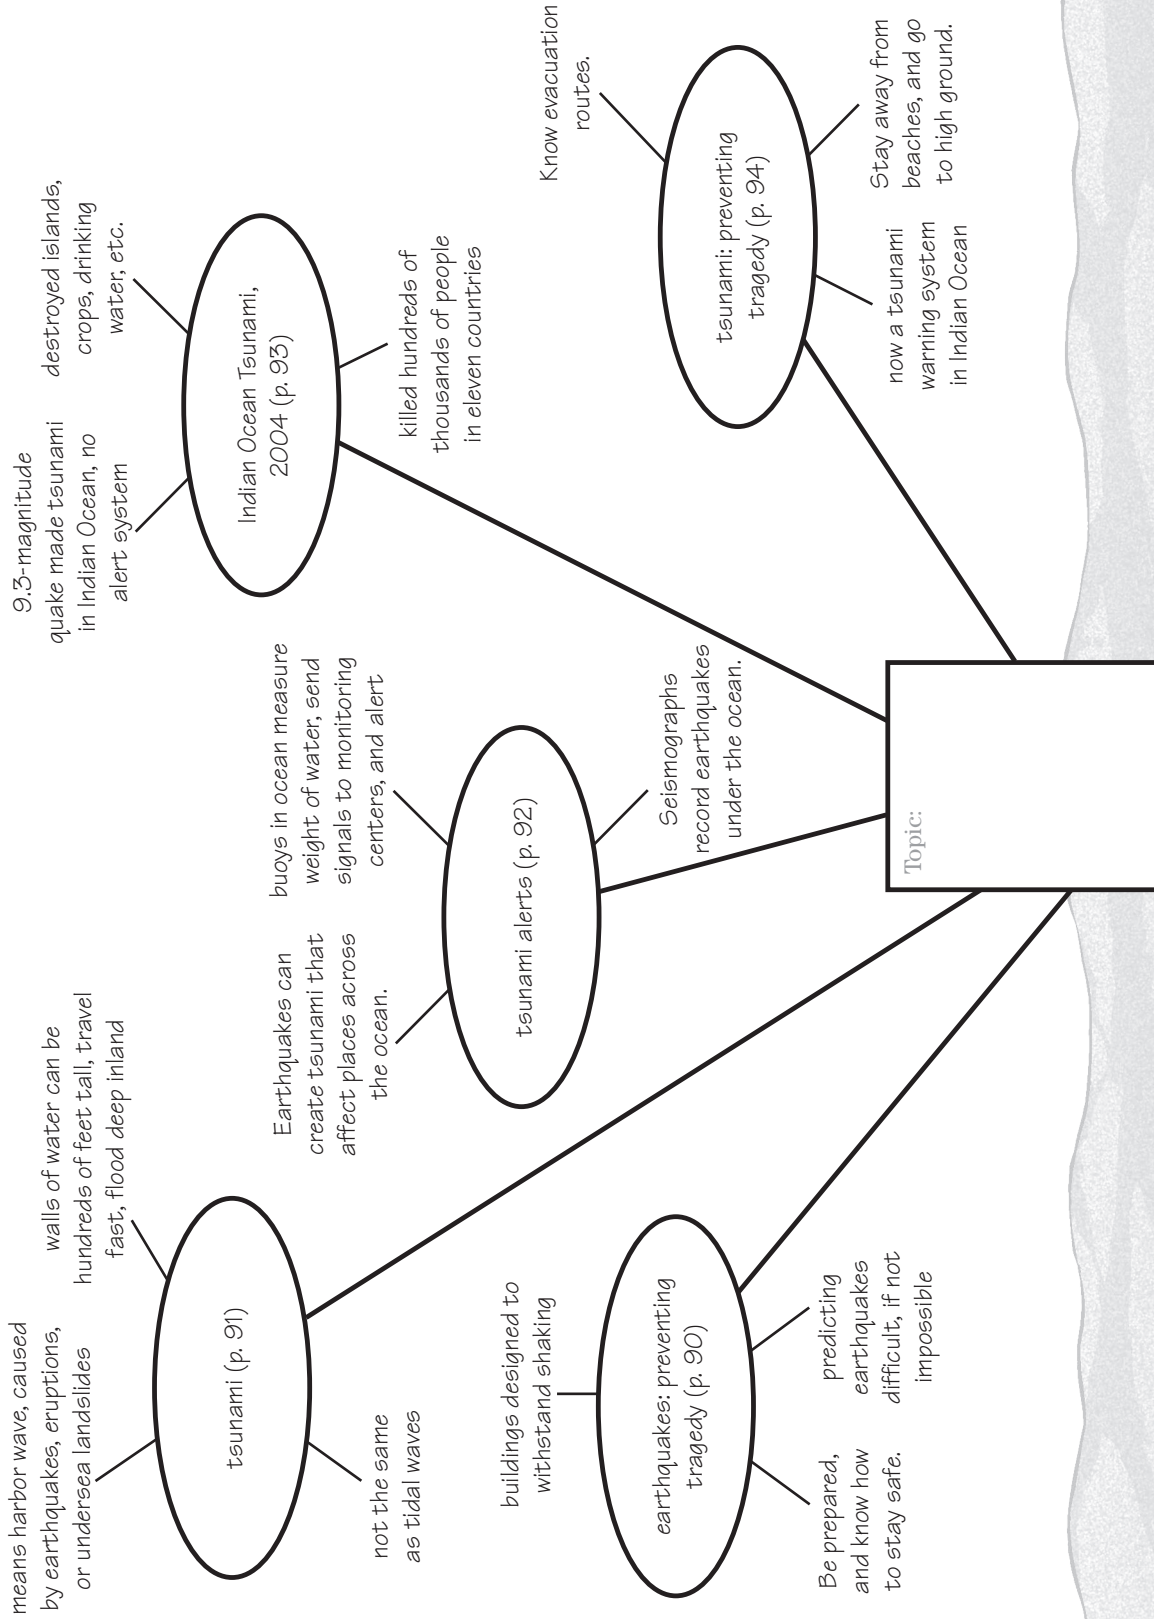 means harbor wave, caused
by earthquakes, eruptions,
or undersea landslides
walls of water can be
hundreds of feet tall, travel
fast, flood deep inland
tsunami (p. 91)
not the same
as tidal waves
Earthquakes can
create tsunami that
affect places across
the ocean.
buoys in ocean measure
weight of water, send
signals to monitoring
centers, and alert
tsunami alerts (p. 92)
Seismographs
record earthquakes
under the ocean.
9.3-magnitude
quake made tsunami
in Indian Ocean, no
alert system
destroyed islands,
crops, drinking
water, etc.
Indian Ocean Tsunami,
2004 (p. 93)
killed hundreds of
thousands of people
in eleven countries
buildings designed to
withstand shaking
earthquakes: preventing
tragedy (p. 90)
Be prepared,
and know how
to stay safe.
predicting
earthquakes
difficult, if not
impossible
Know evacuation
routes.
tsunami: preventing
tragedy (p. 94)
now a tsunami
warning system
in Indian Ocean
Stay away from
beaches, and go
to high ground.
Topic: